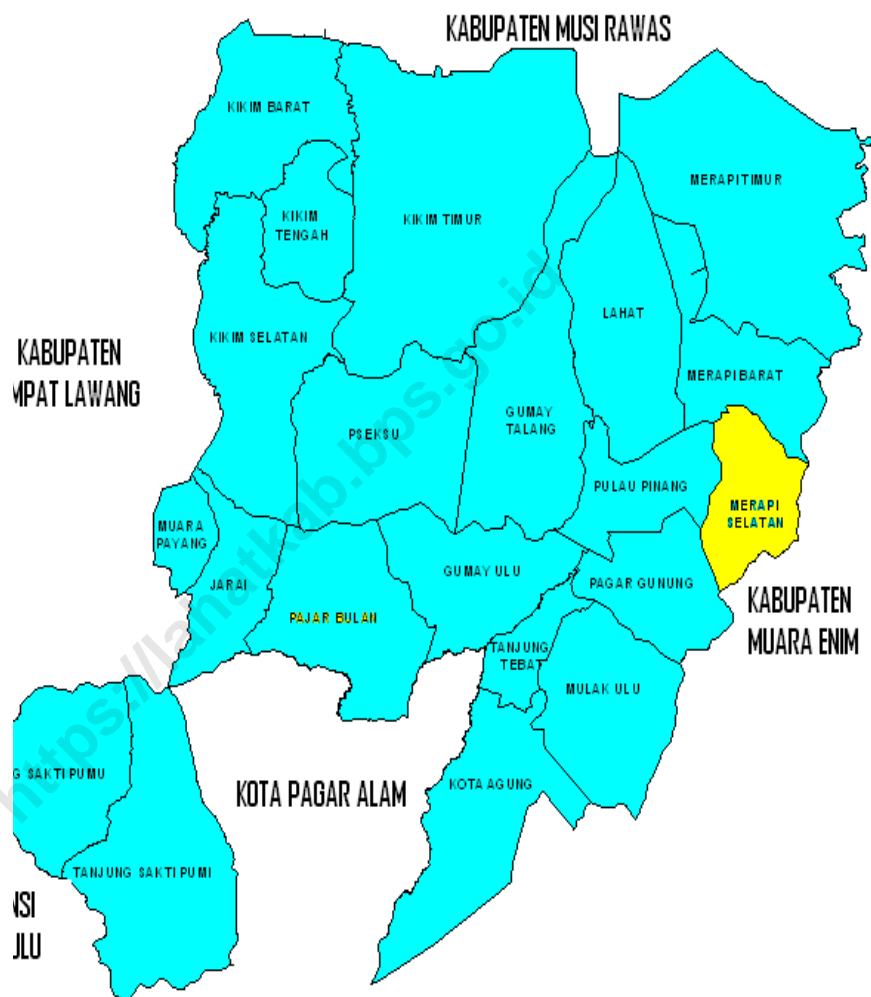 KABUPATEN MUSI RAWAS
KIKIM BARAT
MERAPI TIMUR
KIKIM
TENGAH
KIKIM TIMUR
LAHAT
KIKIM SELATAN
KABUPATEN
MPAT LAWANG
MERAPI BARAT
GUMAY
TALANG
PSEKSU
PULAU PINANG
MERAPI
SELATAN
MUARA
PAYANG
JARAI
GUMAY ULU
PAGAR GUNUNG
KABUPATEN
MUARA ENIM
PAJAR BULAN
TANJUNG
TEBAT
MULAK ULU
G SAKTI PUMU
KOTA PAGAR ALAM
KOTA AGUNG
TANJUNG SAKTI PUMI
NSI
ULU
https://lahatkab.bps.go.id